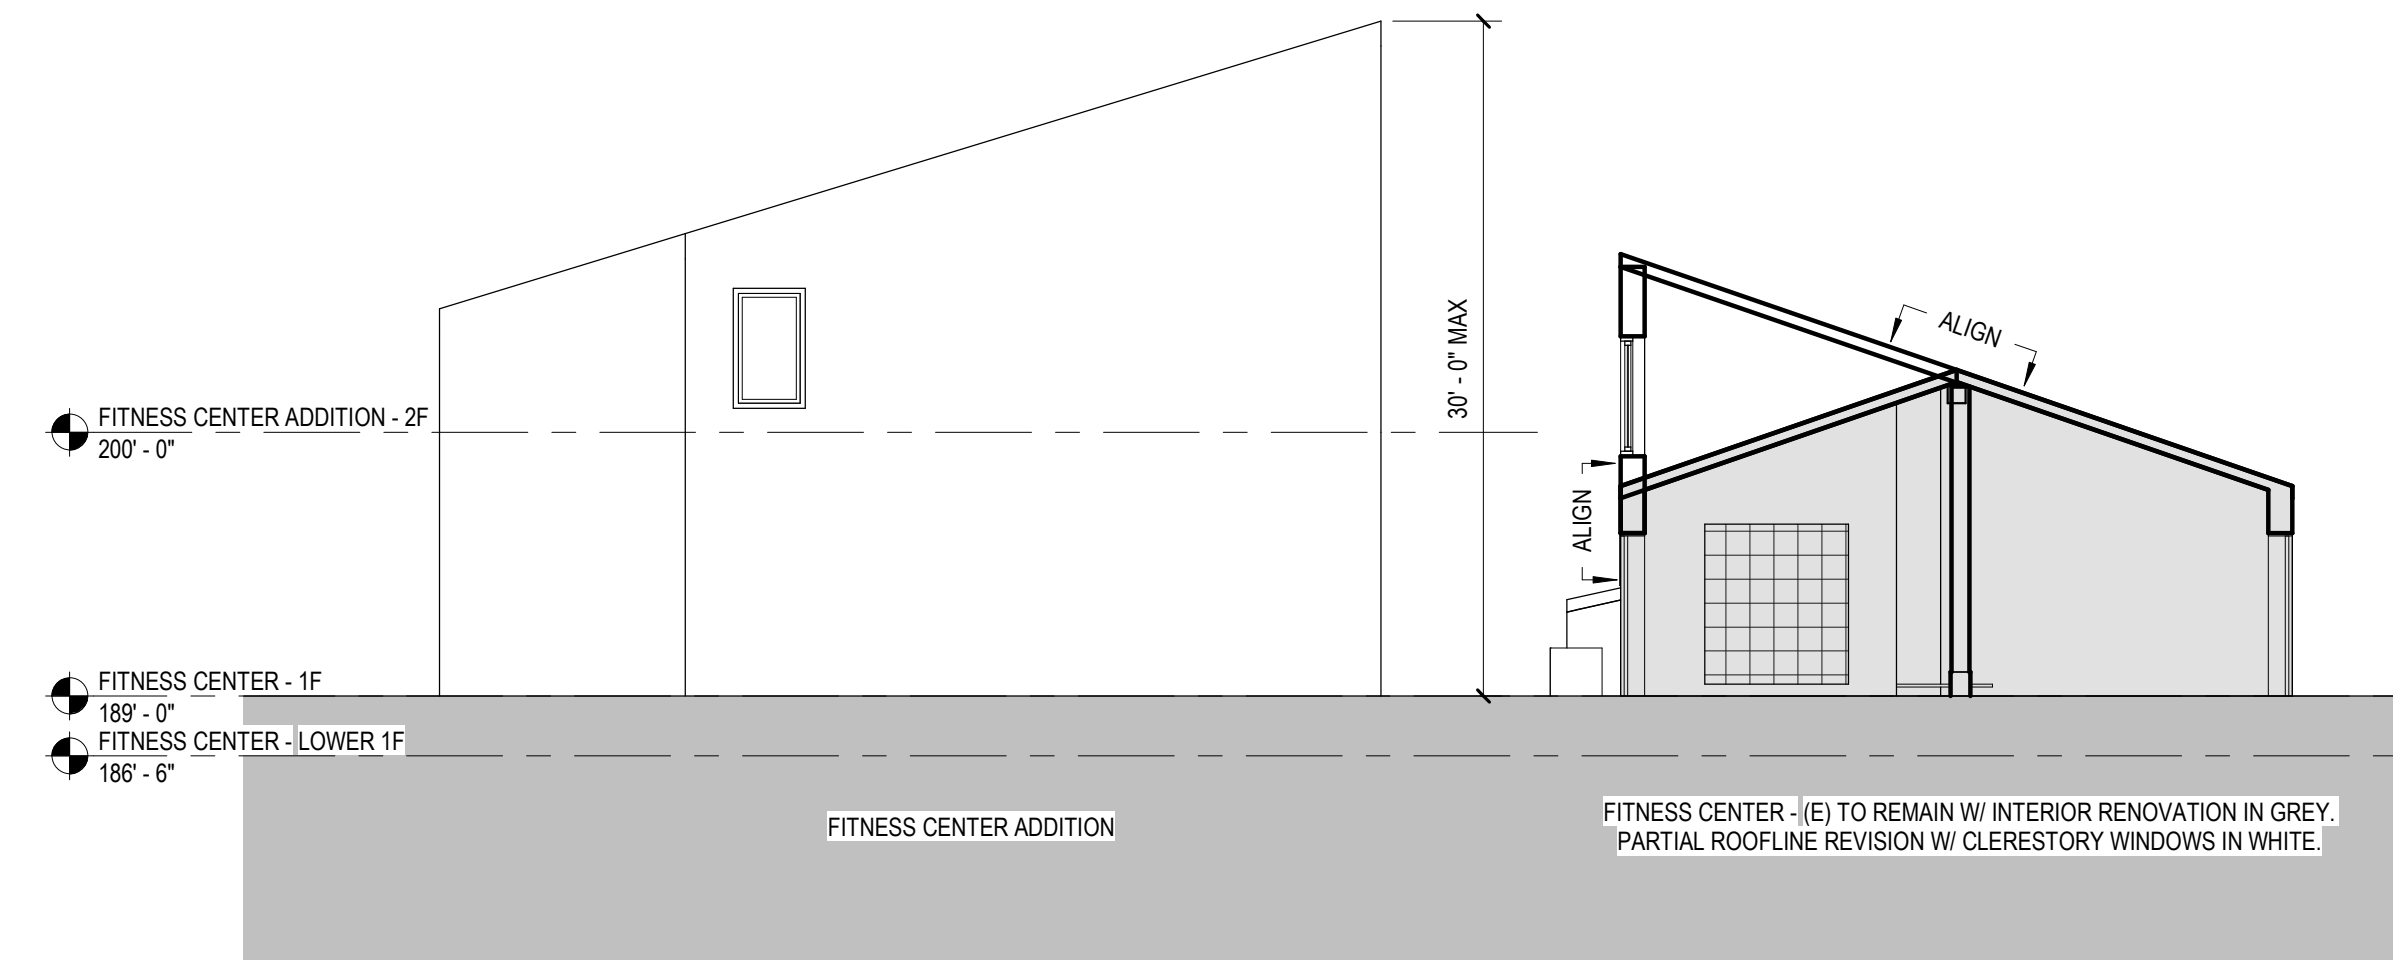 30' - 0" MAX
ALIGN
FITNESS CENTER ADDITION - 2F
200' - 0"
ALIGN
FITNESS CENTER - 1F
189' - 0"
FITNESS CENTER - LOWER 1F
186' - 6"
FITNESS CENTER ADDITION
FITNESS CENTER - (E) TO REMAIN W/ INTERIOR RENOVATION IN GREY.
PARTIAL ROOFLINE REVISION W/ CLERESTORY WINDOWS IN WHITE.